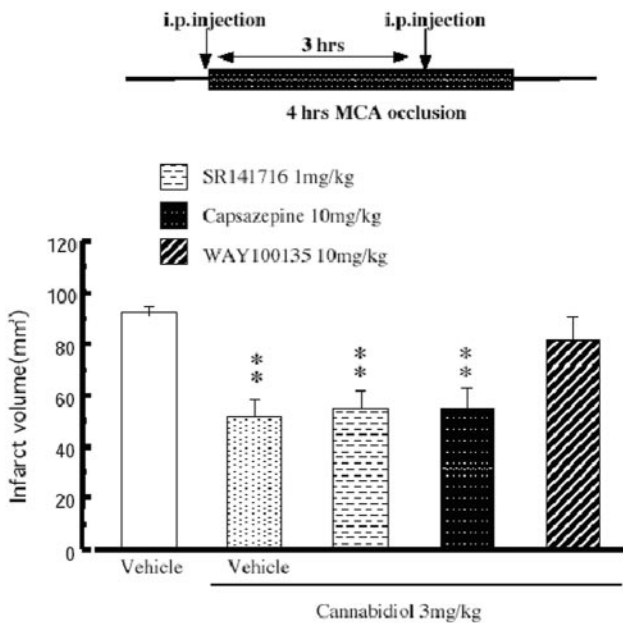 i.p.injection i.p.injection
3 hrs
4 hrs MCA occlusion
SR141716 1mg/kg
Capsazepine 10mg/kg
WAY100135 10mg/kg
120
100
80
60
40
20
0
Infarct volume(mm³)
**
**
**
Vehicle Vehicle
Cannabidiol 3mg/kg